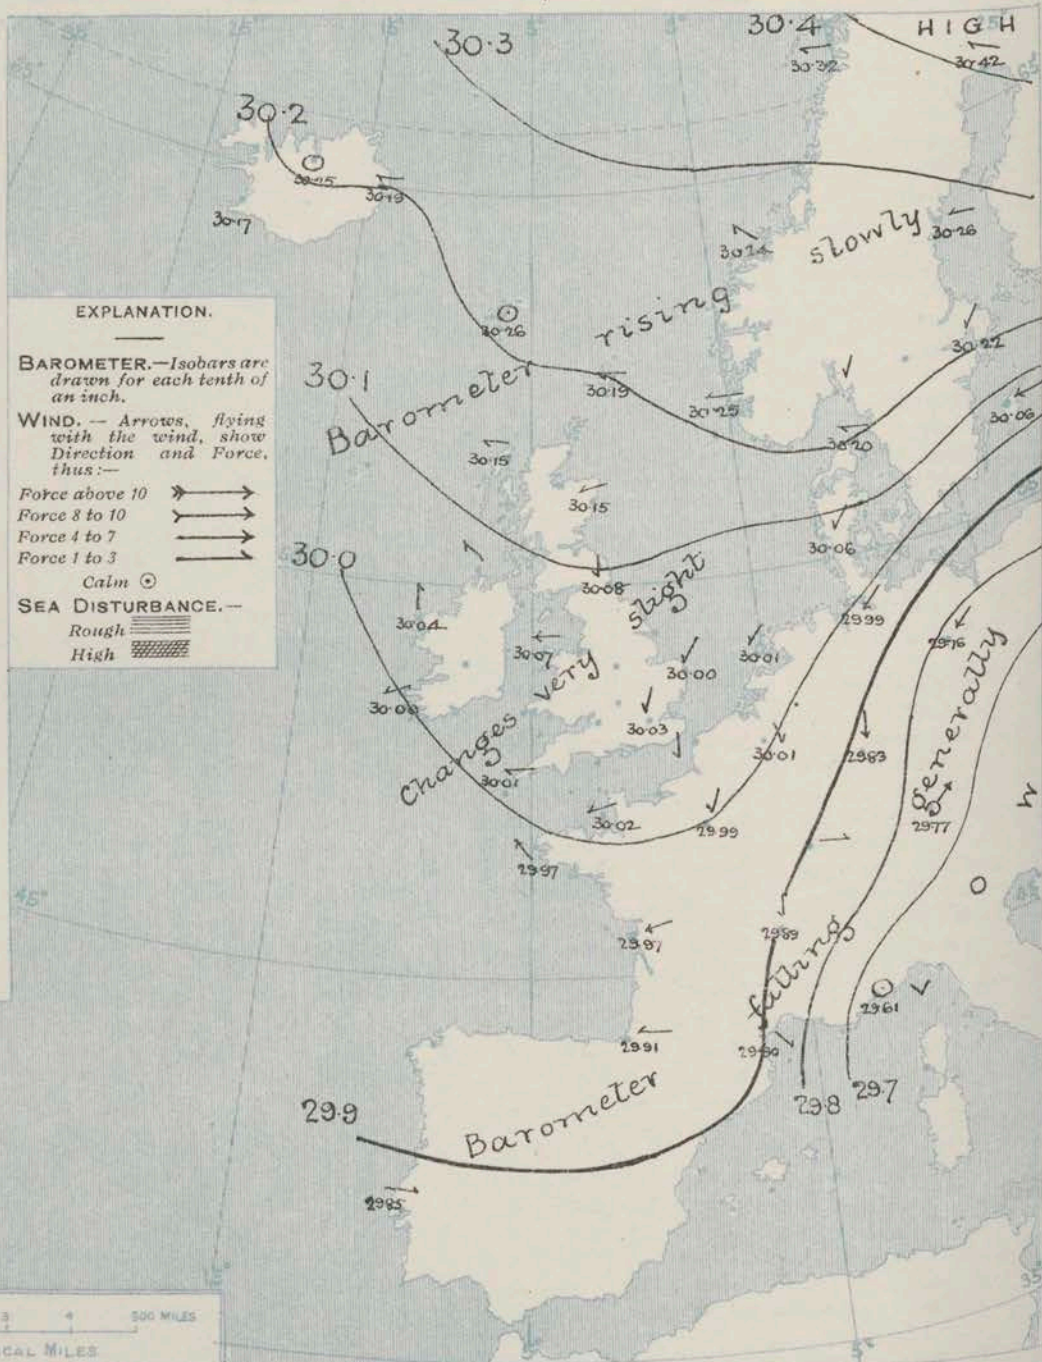 30·3
30·4
HIGH
30·32
30·42
30·2
30·19
30·17
30·24
30·26
slowly
rising
30·26
30·22
30·1
Barometer
30·19
30·25
30·06
30·20
30·15
30·15
30·06
30·0
30·08
slight
30·04
29·99
30·07
very
30·00
30·01
29·76
30·00
changes
30·03
30·01
29·83
generally
30·01
30·02
29·99
29·77
W
O
L
29·97
29·97
29·89
falling
29·61
29·91
29·90
29·9
Barometer
29·8
29·7
29·85
EXPLANATION.
BAROMETER.—Isobars are
drawn for each tenth of
an inch.
WIND. — Arrows, flying
with the wind, show
Direction and Force,
thus:—
Force above 10
Force 8 to 10
Force 4 to 7
Force 1 to 3
Calm
SEA DISTURBANCE.—
Rough
High
45°
15°
5°
35°
3 4 500 MILES
CAL MILES